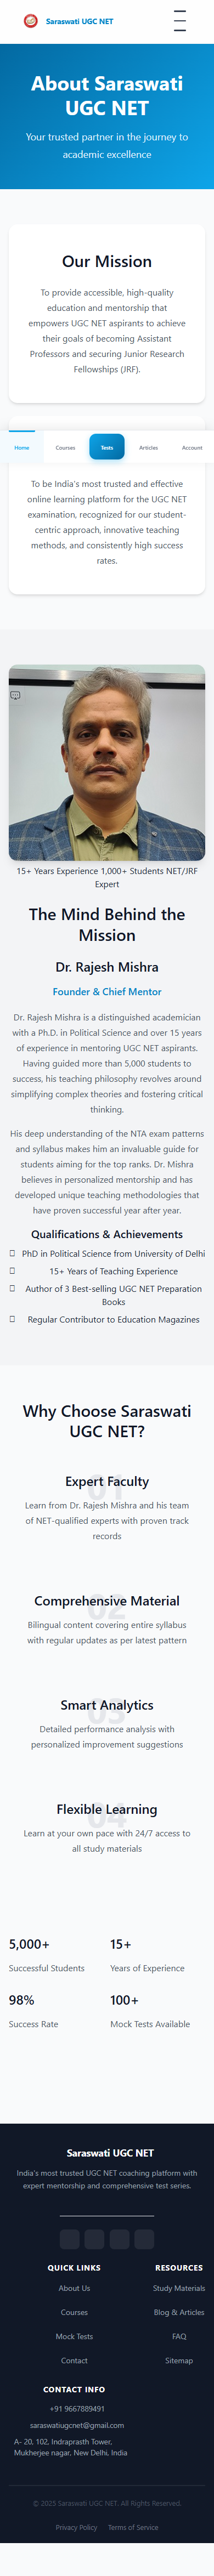 Saraswati UGC NET
About Saraswati
UGC NET
Your trusted partner in the journey to
academic excellence
Our Mission
To provide accessible, high-quality
education and mentorship that
empowers UGC NET aspirants to achieve
their goals of becoming Assistant
Professors and securing Junior Research
Fellowships (JRF).
Home
Courses
Tests
Articles
Account
To be India's most trusted and effective
online learning platform for the UGC NET
examination, recognized for our student-
centric approach, innovative teaching
methods, and consistently high success
rates.
15+ Years Experience 1,000+ Students NET/JRF
Expert
The Mind Behind the
Mission
Dr. Rajesh Mishra
Founder & Chief Mentor
Dr. Rajesh Mishra is a distinguished academician
with a Ph.D. in Political Science and over 15 years
of experience in mentoring UGC NET aspirants.
Having guided more than 5,000 students to
success, his teaching philosophy revolves around
simplifying complex theories and fostering critical
thinking.
His deep understanding of the NTA exam patterns
and syllabus makes him an invaluable guide for
students aiming for the top ranks. Dr. Mishra
believes in personalized mentorship and has
developed unique teaching methodologies that
have proven successful year after year.
Qualifications & Achievements
PhD in Political Science from University of Delhi
15+ Years of Teaching Experience
Author of 3 Best-selling UGC NET Preparation
Books
Regular Contributor to Education Magazines
Why Choose Saraswati
UGC NET?
01
Expert Faculty
Learn from Dr. Rajesh Mishra and his team
of NET-qualified experts with proven track
records
02
Comprehensive Material
Bilingual content covering entire syllabus
with regular updates as per latest pattern
03
Smart Analytics
Detailed performance analysis with
personalized improvement suggestions
04
Flexible Learning
Learn at your own pace with 24/7 access to
all study materials
5,000+
Successful Students
15+
Years of Experience
98%
Success Rate
100+
Mock Tests Available
Saraswati UGC NET
India's most trusted UGC NET coaching platform with
expert mentorship and comprehensive test series.
QUICK LINKS
About Us
Courses
Mock Tests
Contact
RESOURCES
Study Materials
Blog & Articles
FAQ
Sitemap
CONTACT INFO
+91 9667889491
saraswatiugcnet@gmail.com
A- 20, 102, Indraprasth Tower,
Mukherjee nagar, New Delhi, India
© 2025 Saraswati UGC NET. All Rights Reserved.
Privacy Policy
Terms of Service